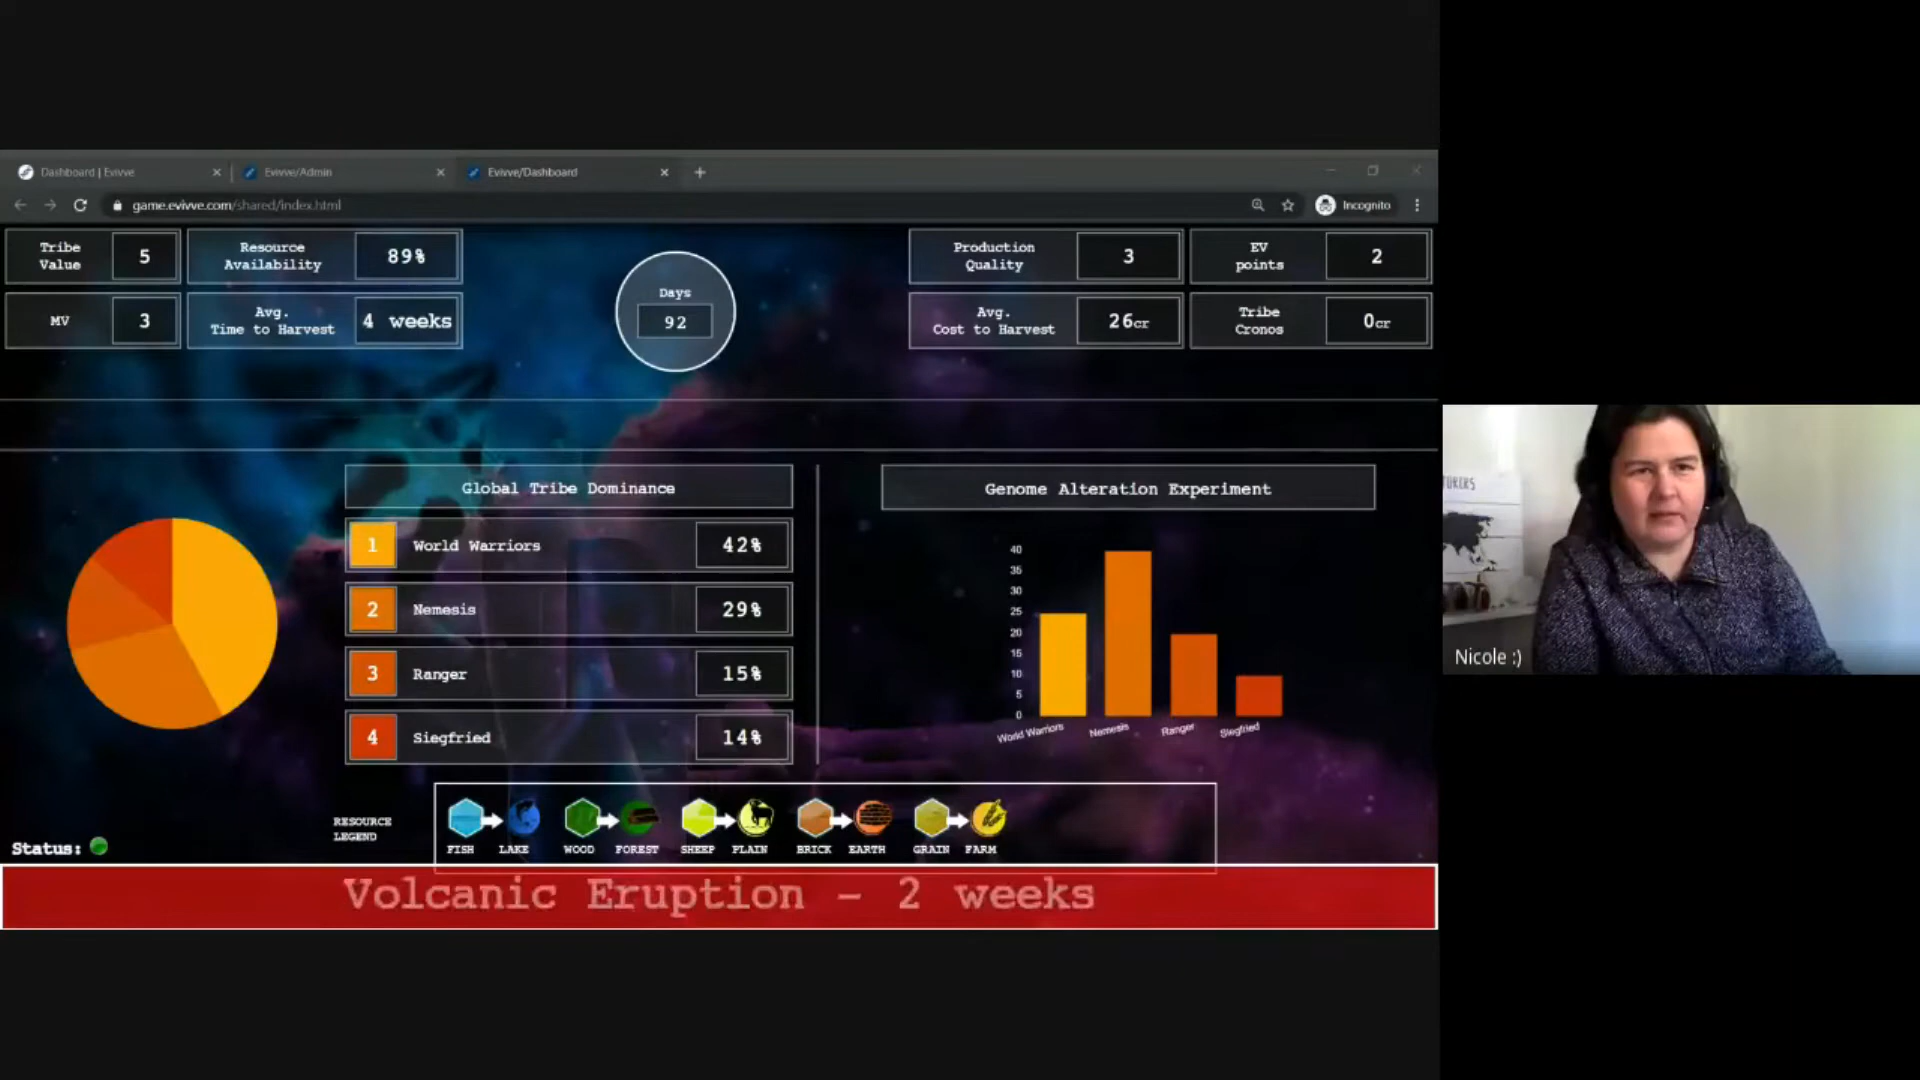 Dashboard | Evivve
Evivve/Admin
Evivve/Dashboard
game.evivve.com/shared/index.html
Incognito
Tribe
Value
5
Resource
Availability
89%
MV
3
Avg.
Time to Harvest
4 weeks
Days
92
Production
Quality
3
EV
points
2
Avg.
Cost to Harvest
26cr
Tribe
Cronos
0cr
Global Tribe Dominance
1 World Warriors 42%
2 Nemesis 29%
3 Ranger 15%
4 Siegfried 14%
Genome Alteration Experiment
40
35
30
25
20
15
10
5
0
World Warriors
Nemesis
Ranger
Siegfried
RESOURCE
LEGEND
FISH LAKE WOOD FOREST SHEEP PLAIN BRICK EARTH GRAIN FARM
Status:
Volcanic Eruption - 2 weeks
TURERS
Nicole :)